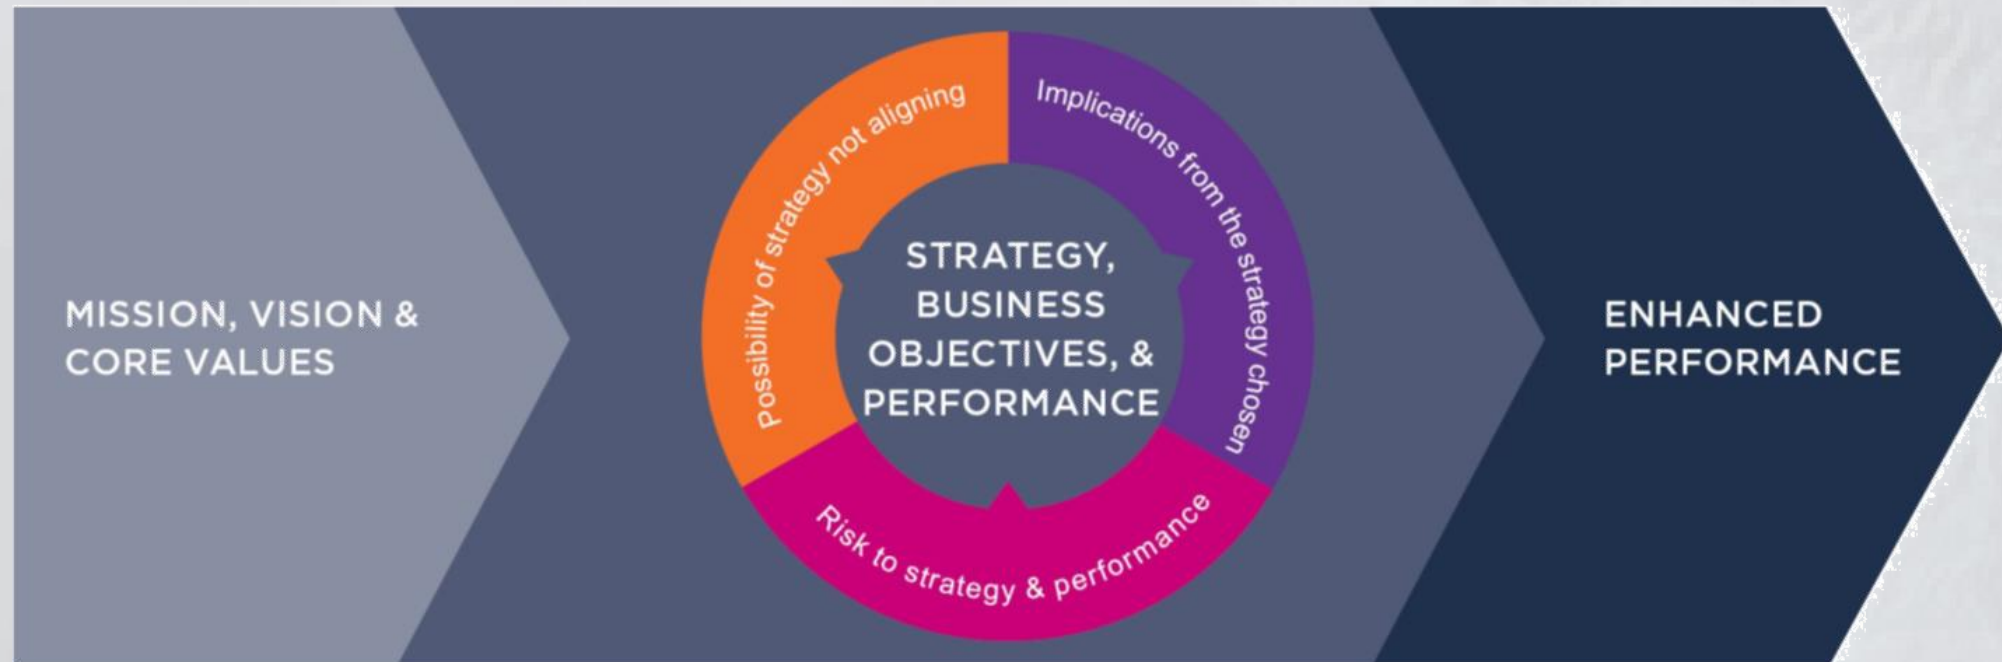 MISSION, VISION &
CORE VALUES
Possibility of strategy not aligning
Implications from the strategy chosen
STRATEGY,
BUSINESS
OBJECTIVES, &
PERFORMANCE
Risk to strategy & performance
ENHANCED
PERFORMANCE